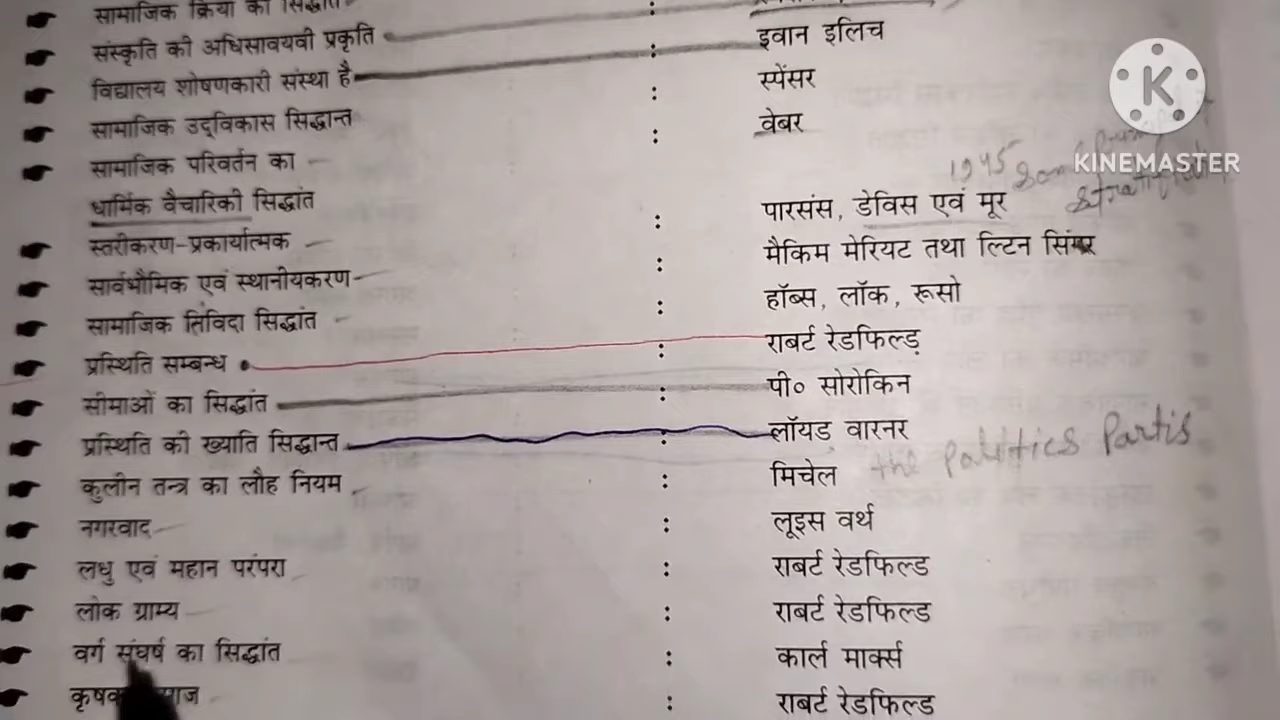 सामाजिक क्रिया का सिद्धांत :
संस्कृति की अधिसावयवी प्रकृति : इवान इलिच
विद्यालय शोषणकारी संस्था है : स्पेंसर
सामाजिक उद्विकास सिद्धान्त : वेबर
सामाजिक परिवर्तन का
1945
KINEMASTER
धार्मिक वैचारिकी सिद्धांत : पारसंस, डेविस एवं मूर
स्तरीकरण-प्रकार्यात्मक : मैकिम मेरियट तथा ल्टिन सिंगर
सार्वभौमिक एवं स्थानीयकरण : हॉब्स, लॉक, रूसो
सामाजिक तिंविदा सिद्धांत
प्रस्थिति सम्बन्ध : राबर्ट रेडफिल्ड़
सीमाओं का सिद्धांत : पी० सोरोकिन
प्रस्थिति की ख्याति सिद्धान्त : लॉयड वारनर
कुलीन तन्त्र का लौह नियम : मिचेल the Politics Partis
नगरवाद : लूइस वर्थ
लधु एवं महान परंपरा : राबर्ट रेडफिल्ड
लोक ग्राम्य : राबर्ट रेडफिल्ड
वर्ग संघर्ष का सिद्धांत : कार्ल मार्क्स
: राबर्ट रेडफिल्ड